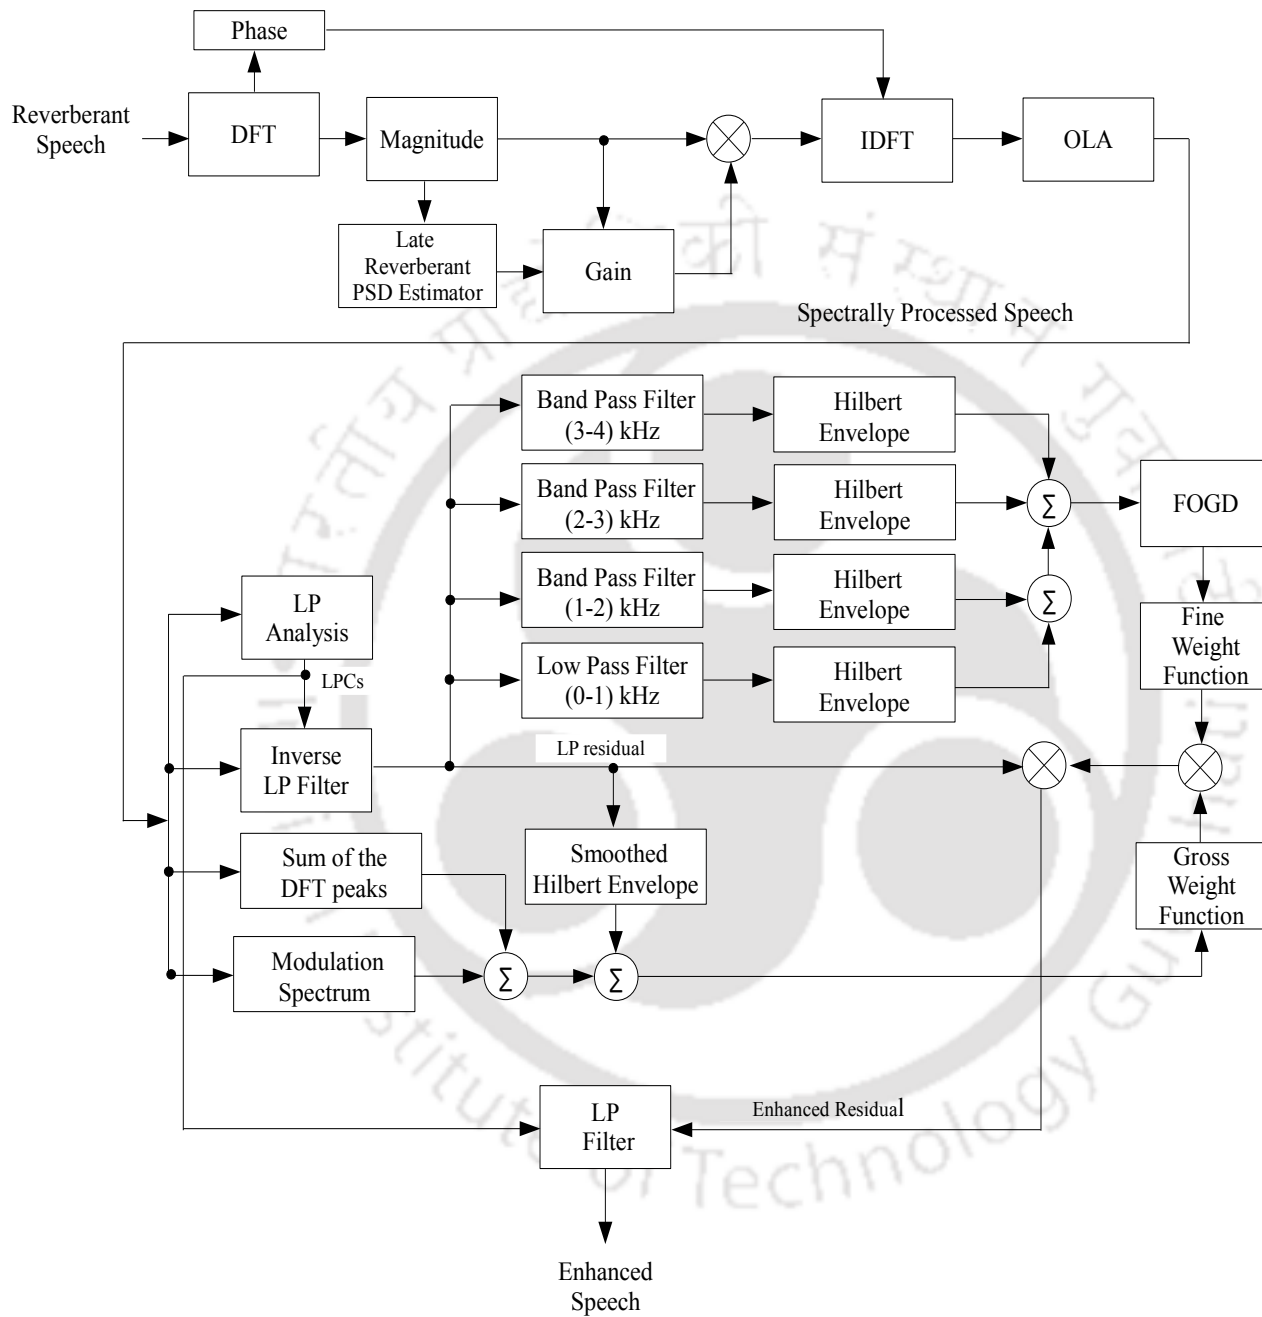 Phase
Reverberant
Speech
DFT
Magnitude
IDFT
OLA
Late
Reverberant
PSD Estimator
Gain
Spectrally Processed Speech
Band Pass Filter
(3-4) kHz
Hilbert
Envelope
Band Pass Filter
(2-3) kHz
Hilbert
Envelope
Σ
FOGD
Band Pass Filter
(1-2) kHz
Hilbert
Envelope
Σ
LP
Analysis
Fine
Weight
Function
Low Pass Filter
(0-1) kHz
Hilbert
Envelope
LPCs
Inverse
LP Filter
LP residual
Sum of the
DFT peaks
Smoothed
Hilbert Envelope
Gross
Weight
Function
Modulation
Spectrum
Σ
Σ
LP
Filter
Enhanced Residual
Enhanced
Speech
stitute of Technology Gu